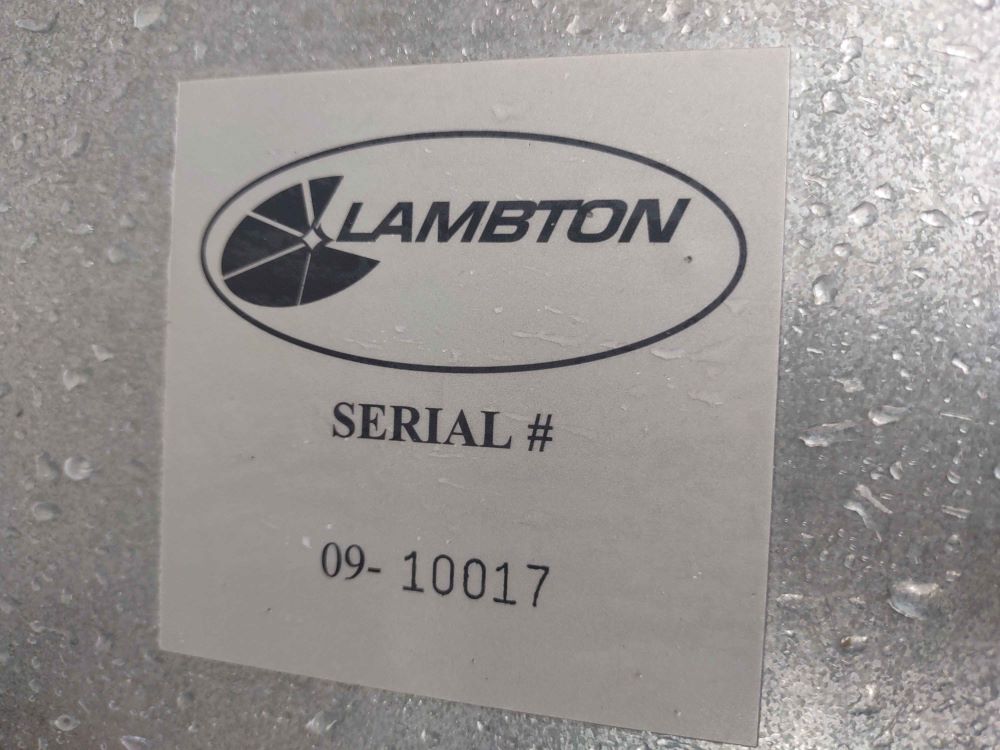 LAMBTON
SERIAL #
09- 10017